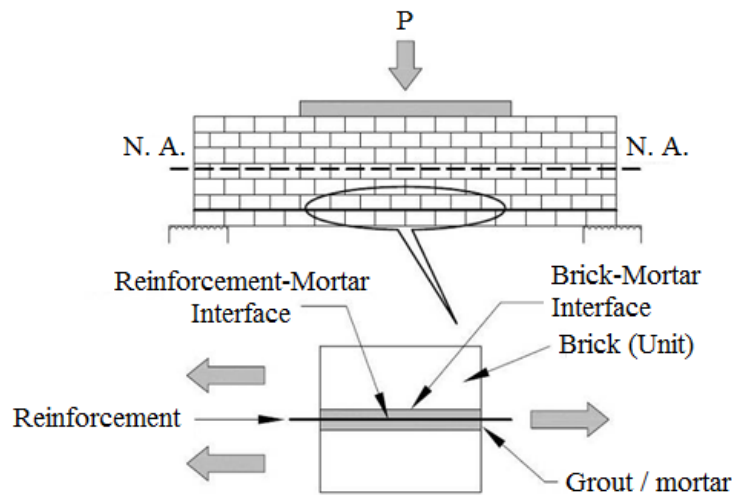 P
N. A.
N. A.
Reinforcement-Mortar
Interface
Brick-Mortar
Interface
Brick (Unit)
Reinforcement
Grout / mortar